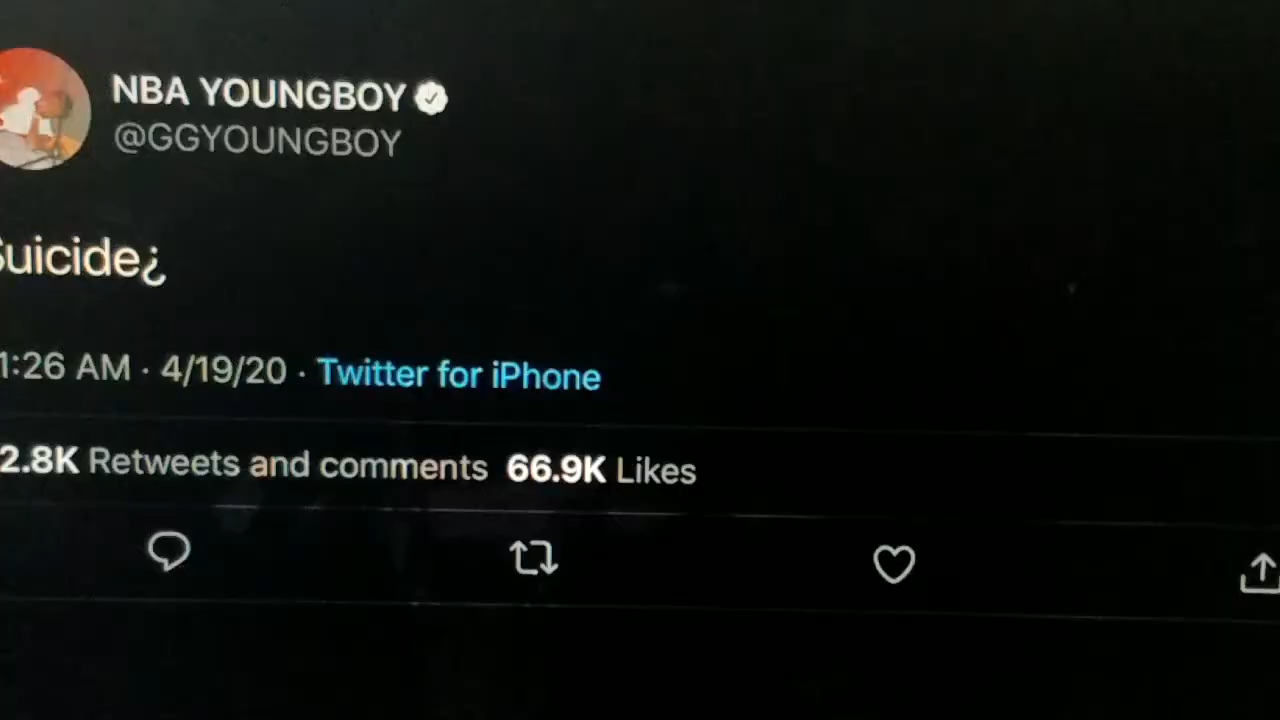 NBA YOUNGBOY
@GGYOUNGBOY
Suicide¿
1:26 AM · 4/19/20 · Twitter for iPhone
2.8K Retweets and comments 66.9K Likes